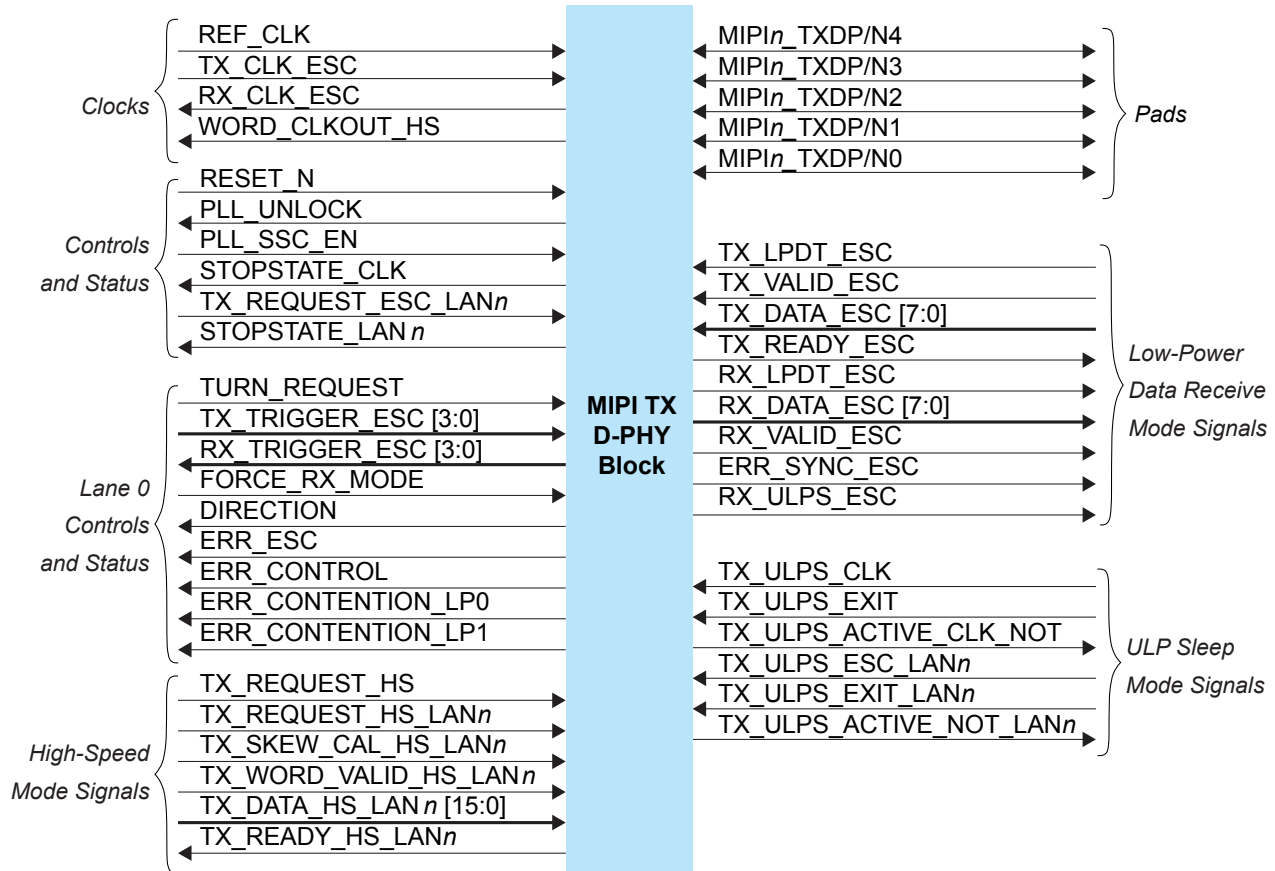 Clocks
REF_CLK
TX_CLK_ESC
RX_CLK_ESC
WORD_CLKOUT_HS
Controls
and Status
RESET_N
PLL_UNLOCK
PLL_SSC_EN
STOPSTATE_CLK
TX_REQUEST_ESC_LANn
STOPSTATE_LAN n
Lane 0
Controls
and Status
TURN_REQUEST
TX_TRIGGER_ESC [3:0]
RX_TRIGGER_ESC [3:0]
FORCE_RX_MODE
DIRECTION
ERR_ESC
ERR_CONTROL
ERR_CONTENTION_LP0
ERR_CONTENTION_LP1
High-Speed
Mode Signals
TX_REQUEST_HS
TX_REQUEST_HS_LANn
TX_SKEW_CAL_HS_LANn
TX_WORD_VALID_HS_LANn
TX_DATA_HS_LAN n [15:0]
TX_READY_HS_LANn
MIPI TX
D-PHY
Block
MIPIn_TXDP/N4
MIPIn_TXDP/N3
MIPIn_TXDP/N2
MIPIn_TXDP/N1
MIPIn_TXDP/N0
Pads
TX_LPDT_ESC
TX_VALID_ESC
TX_DATA_ESC [7:0]
TX_READY_ESC
RX_LPDT_ESC
RX_DATA_ESC [7:0]
RX_VALID_ESC
ERR_SYNC_ESC
RX_ULPS_ESC
Low-Power
Data Receive
Mode Signals
TX_ULPS_CLK
TX_ULPS_EXIT
TX_ULPS_ACTIVE_CLK_NOT
TX_ULPS_ESC_LANn
TX_ULPS_EXIT_LANn
TX_ULPS_ACTIVE_NOT_LANn
ULP Sleep
Mode Signals